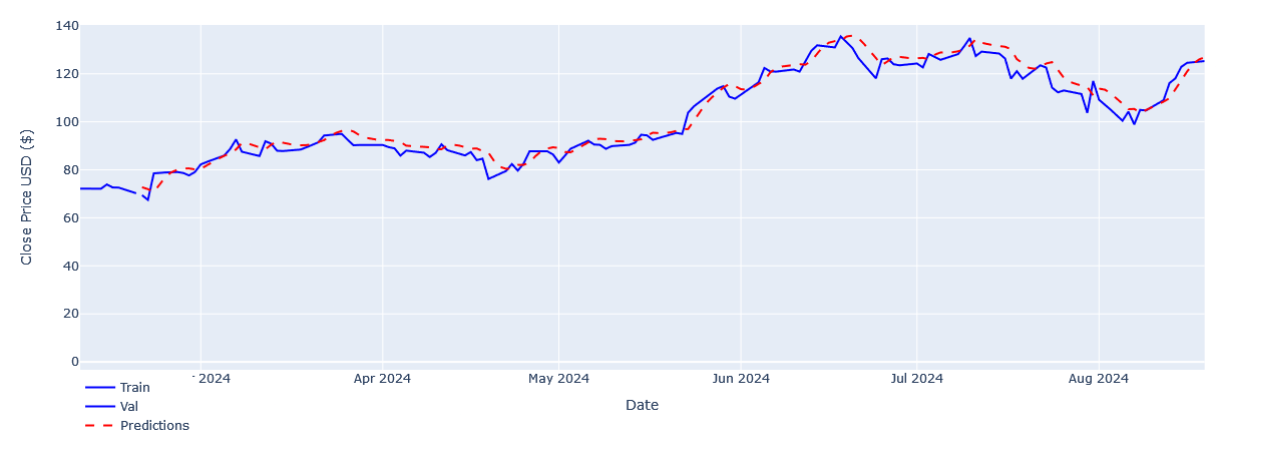 140
120
100
80
60
40
20
0
Close Price USD ($)
2024
Apr 2024
May 2024
Jun 2024
Jul 2024
Aug 2024
Date
Train
Val
Predictions